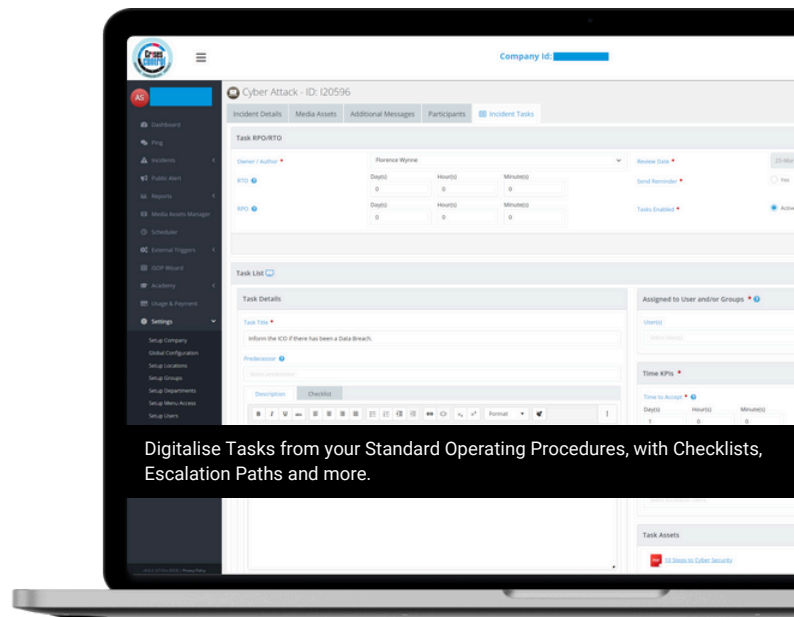 Crises Control
Company Id:
AS
Cyber Attack - ID: I20596
Incident Details Media Assets Additional Messages Participants Incident Tasks
Dashboard
Ping
Incidents
Public Alert
Reports
Media Assets Manager
Scheduler
External Triggers
iSOP Wizard
Academy
Usage & Payment
Settings
Setup Company
Global Configuration
Setup Locations
Setup Groups
Setup Departments
Setup Menu Access
Setup Users
Task RPO/RTO
Owner / Author * Florence Wynne
Review Date *
RTO Day(s) Hour(s) Minute(s)
0 0 0
Send Reminder * Yes
RPO Day(s) Hour(s) Minute(s)
0 0 0
Tasks Enabled *
Task List
Task Details
Task Title *
Inform the ICO if there has been a Data Breach.
Predecessor
Description Checklist
B I U abc Format
Assigned to User and/or Groups *
User(s)
Time KPIs *
Time to Accept *
Day(s) Hour(s) Minute(s)
1 0 0
Digitalise Tasks from your Standard Operating Procedures, with Checklists,
Escalation Paths and more.
Task Assets
10 Steps to Cyber Security
Privacy Policy